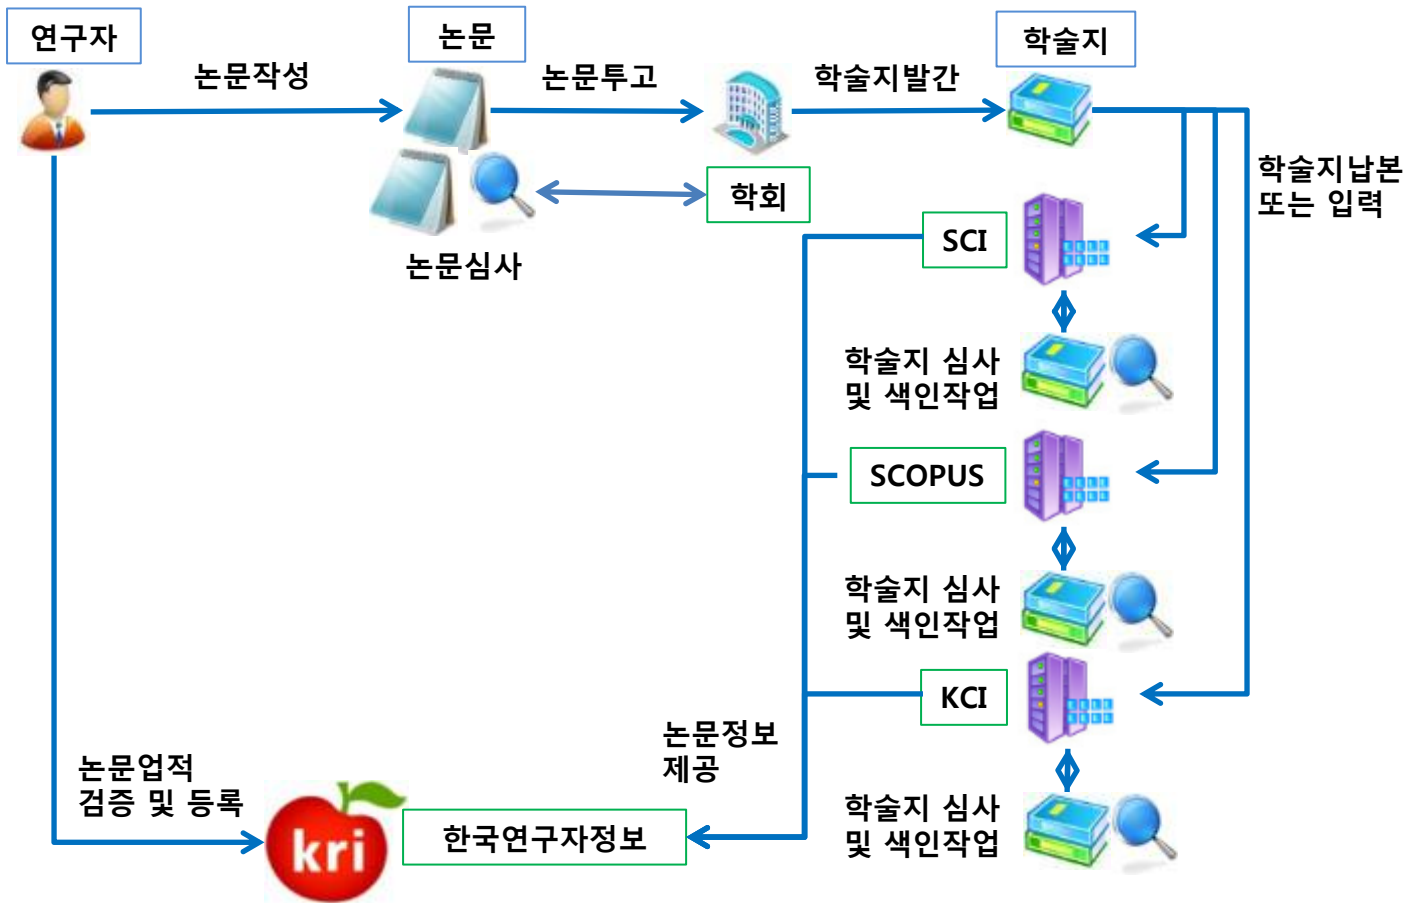 연구자
논문
학술지
논문작성
논문투고
학술지발간
학회
논문심사
학술지납본
또는 입력
SCI
학술지 심사
및 색인작업
SCOPUS
학술지 심사
및 색인작업
KCI
학술지 심사
및 색인작업
논문정보
제공
논문업적
검증 및 등록
kri
한국연구자정보